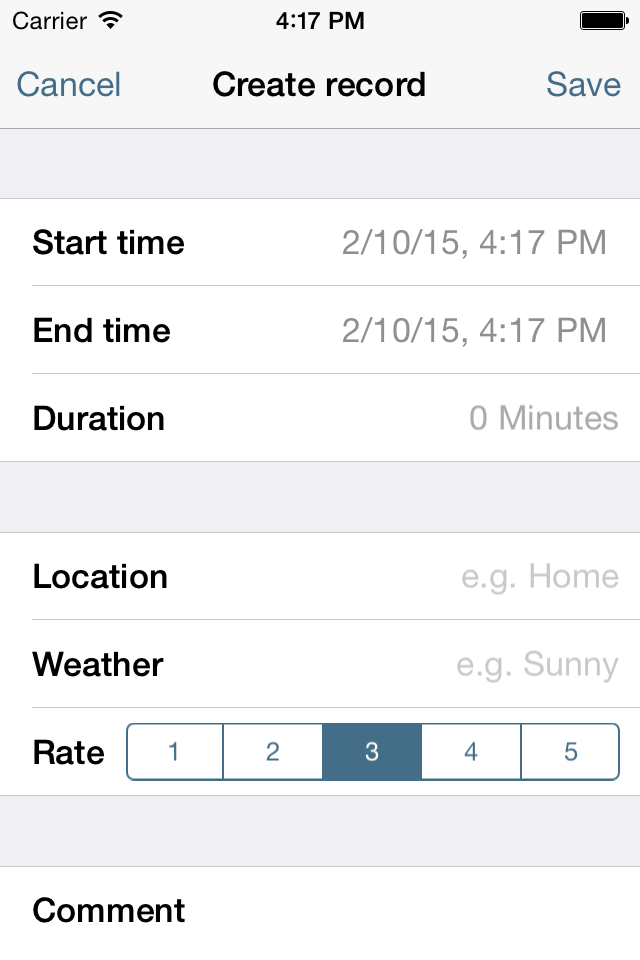 Carrier 4:17 PM
Cancel Create record Save
Start time 2/10/15, 4:17 PM
End time 2/10/15, 4:17 PM
Duration 0 Minutes
Location e.g. Home
Weather e.g. Sunny
Rate 1 2 3 4 5
Comment